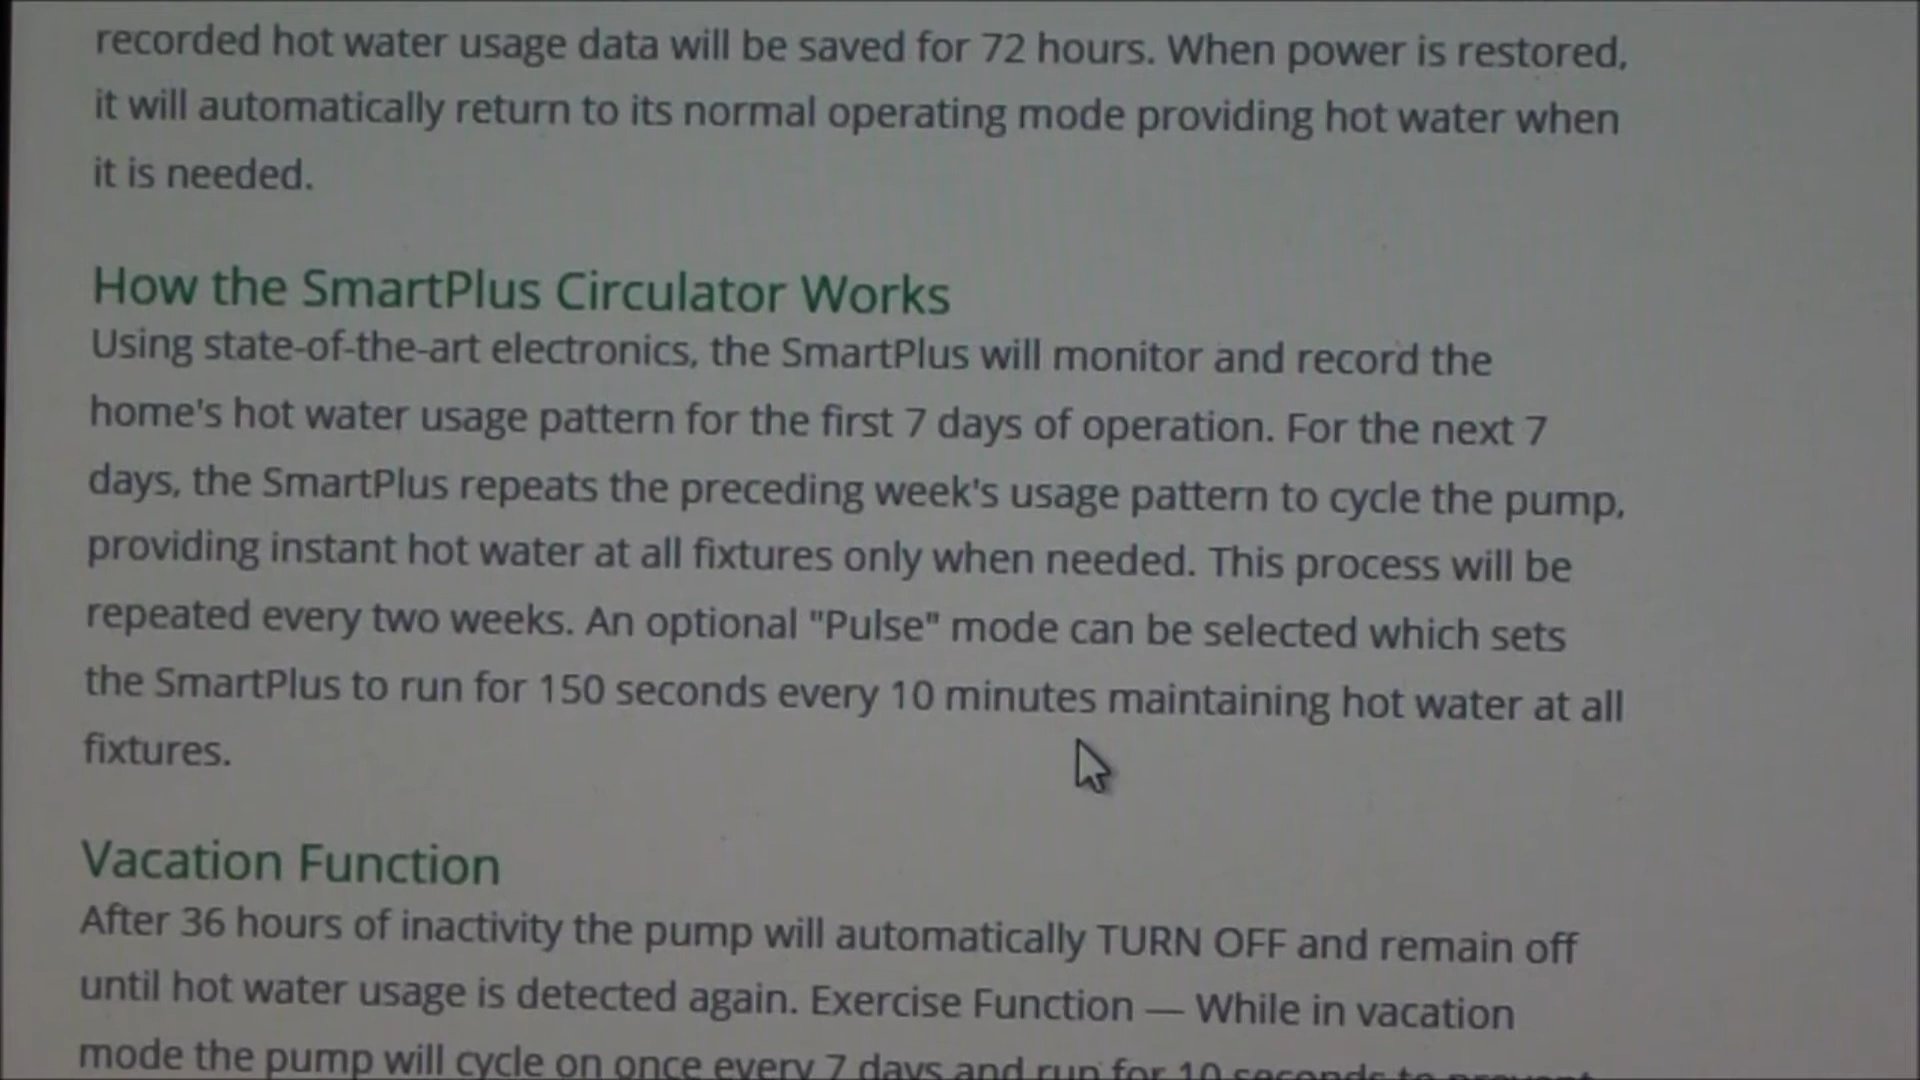 recorded hot water usage data will be saved for 72 hours. When power is restored,
it will automatically return to its normal operating mode providing hot water when
it is needed.
How the SmartPlus Circulator Works
Using state-of-the-art electronics, the SmartPlus will monitor and record the
home's hot water usage pattern for the first 7 days of operation. For the next 7
days, the SmartPlus repeats the preceding week's usage pattern to cycle the pump,
providing instant hot water at all fixtures only when needed. This process will be
repeated every two weeks. An optional "Pulse" mode can be selected which sets
the SmartPlus to run for 150 seconds every 10 minutes maintaining hot water at all
fixtures.
Vacation Function
After 36 hours of inactivity the pump will automatically TURN OFF and remain off
until hot water usage is detected again. Exercise Function — While in vacation
mode the pump will cycle on once every 7 days and run for 10 seconds to prevent